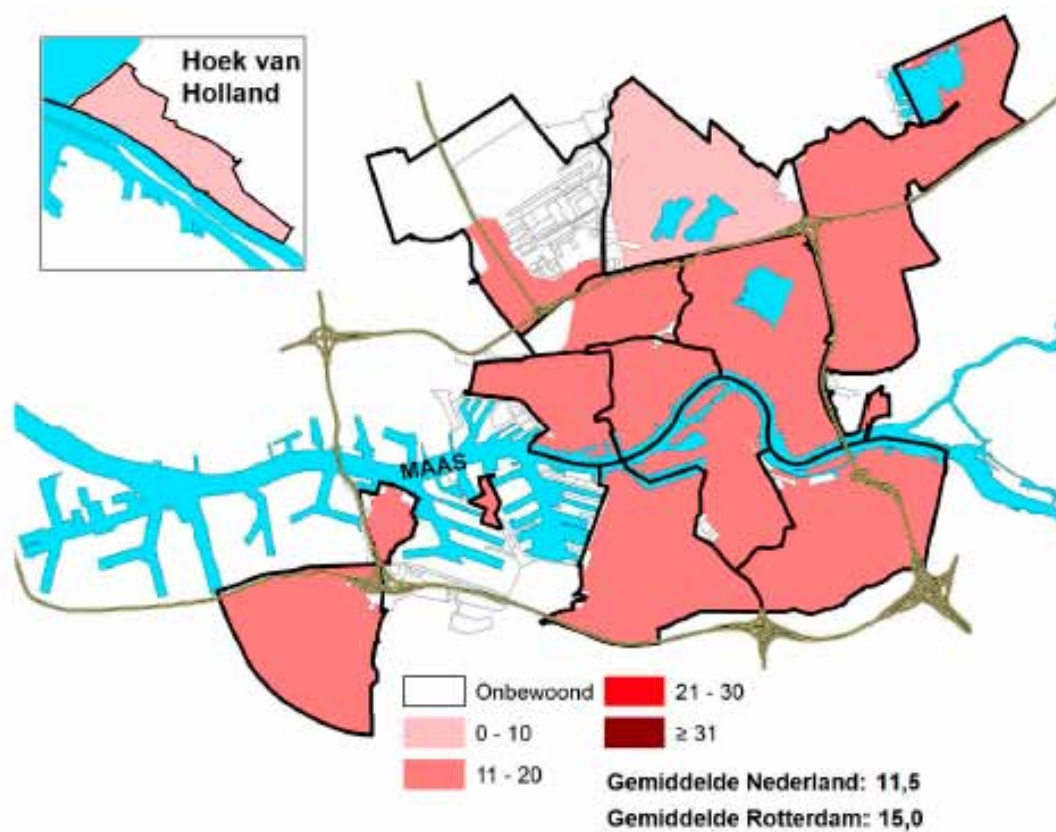 Hoek van
Holland
MAAS
Onbewoond
0 - 10
11 - 20
21 - 30
≥ 31
Gemiddelde Nederland: 11,5
Gemiddelde Rotterdam: 15,0